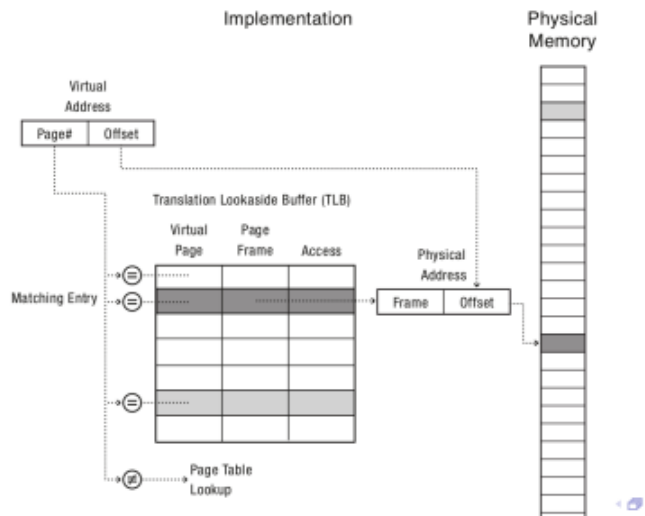 Implementation
Physical
Memory
Virtual
Address
Page#
Offset
Translation Lookaside Buffer (TLB)
Virtual
Page
Page
Frame
Access
Physical
Address
Matching Entry
=
=
Frame
Offset
=
≠
Page Table
Lookup